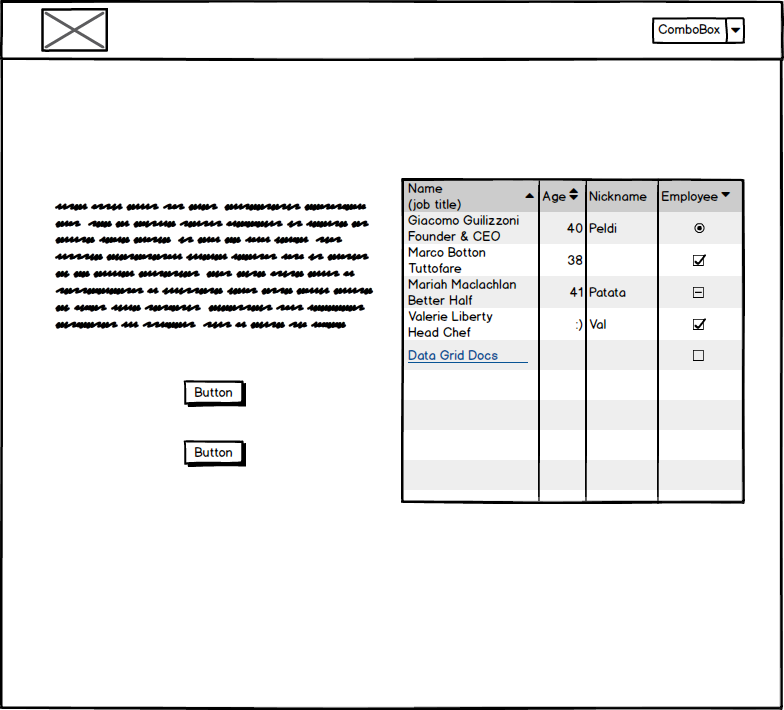 ComboBox
Name
(job title)
Age
Nickname
Employee
Giacomo Guilizzoni
Founder & CEO
40
Peldi
Marco Botton
Tuttofare
38
Mariah Maclachlan
Better Half
41
Patata
Valerie Liberty
Head Chef
:)
Val
Data Grid Docs
Button
Button